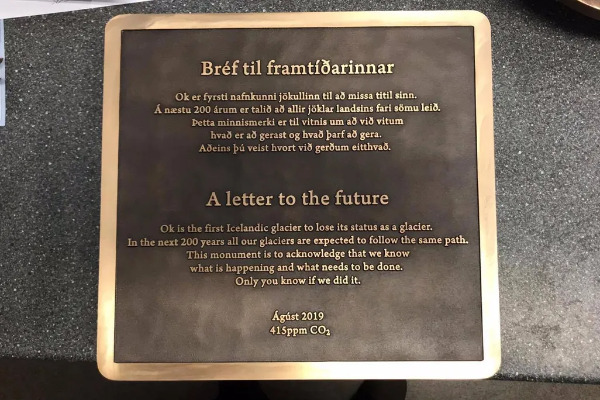 Bréf til framtíðarinnar
Ok er fyrsti nafnkunni jökullinn til að missa titil sinn.
Á næstu 200 árum er talið að allir jöklar landsins fari sömu leið.
Þetta minnismerki er til vitnis um að við vitum
hvað er að gerast og hvað þarf að gera.
Aðeins þú veist hvort við gerðum eitthvað.
A letter to the future
Ok is the first Icelandic glacier to lose its status as a glacier.
In the next 200 years all our glaciers are expected to follow the same path.
This monument is to acknowledge that we know
what is happening and what needs to be done.
Only you know if we did it.
Ágúst 2019
415ppm CO₂